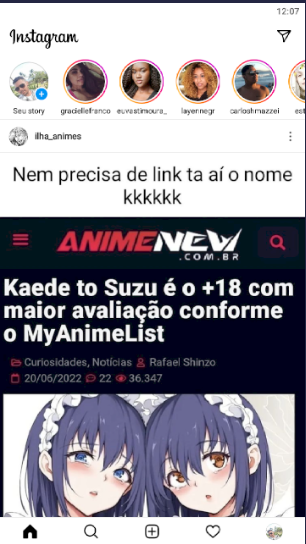 12:07
Instagram
Seu story
graciellefranco
euvastimoura_
layerinegr
carloshmazzei
ilha_animes
Nem precisa de link ta aí o nome
kkkkkk
ANIMENEW
.COM.BR
Kaede to Suzu é o +18 com
maior avaliação conforme
o MyAnimeList
Curiosidades, Notícias Rafael Shinzo
20/06/2022 22 36.347